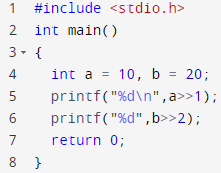 1 #include <stdio.h>
2 int main()
3 {
4 int a = 10, b = 20;
5 printf("%d\n",a>>1);
6 printf("%d",b>>2);
7 return 0;
8 }